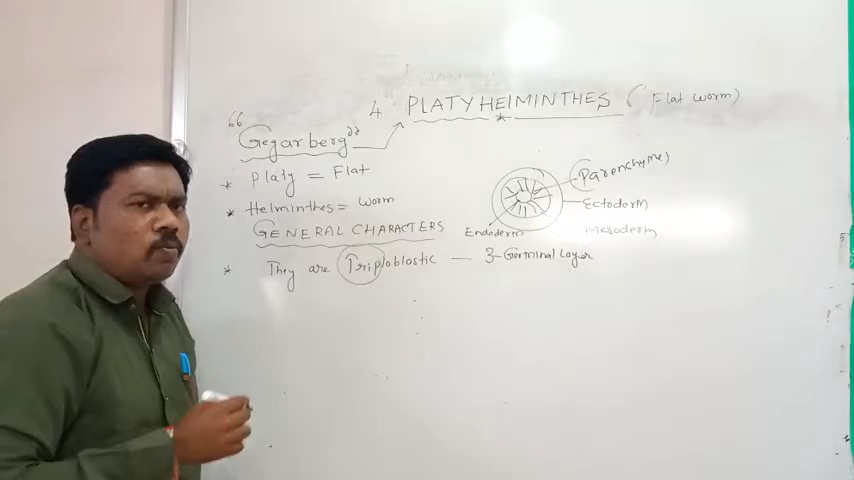 4 PLATYHELMINTHES ( Flat worm)
"Gegarberg"
* Platy = Flat
* Helminthes = worm
Parenchyme)
Ectoderm
Endoderm
Mesoderm
GENERAL CHARACTERS
* They are Triploblostic — 3-Germinal Layer